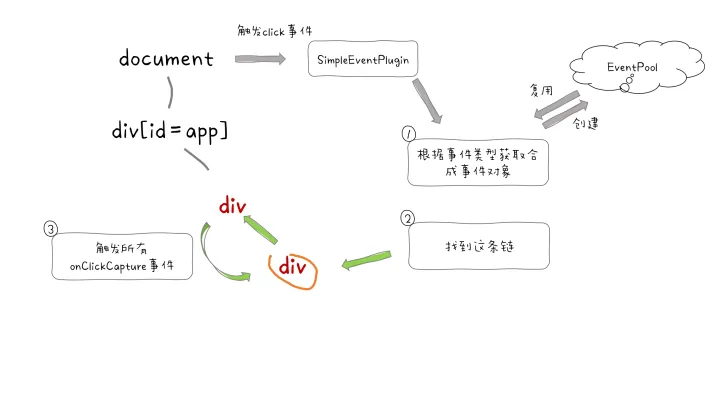 触发click事件
document
SimpleEventPlugin
EventPool
复用
创建
div[id=app]
①
根据事件类型获取合
成事件对象
div
②
找到这条链
③
触发所有
onClickCapture事件
div